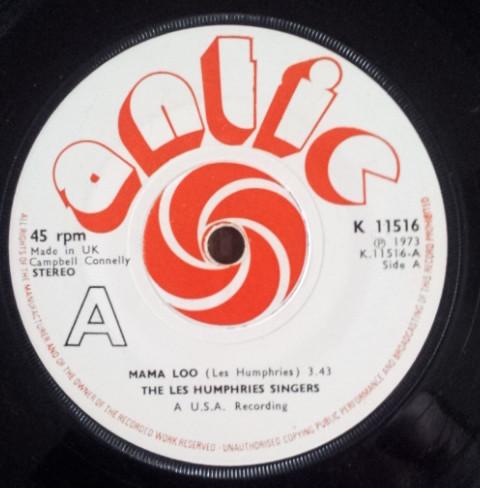 antic
45 rpm
Made in UK
Campbell Connelly
STEREO
K 11516
Ⓟ 1973
K.11516-A
Side A
A
MAMA LOO (Les Humphries) 3.43
THE LES HUMPHRIES SINGERS
A U.S.A. Recording
ALL RIGHTS OF THE MANUFACTURER AND OF THE OWNER OF THE RECORDED WORK RESERVED - UNAUTHORISED COPYING PUBLIC PERFORMANCE AND BROADCASTING OF THIS RECORD PROHIBITED